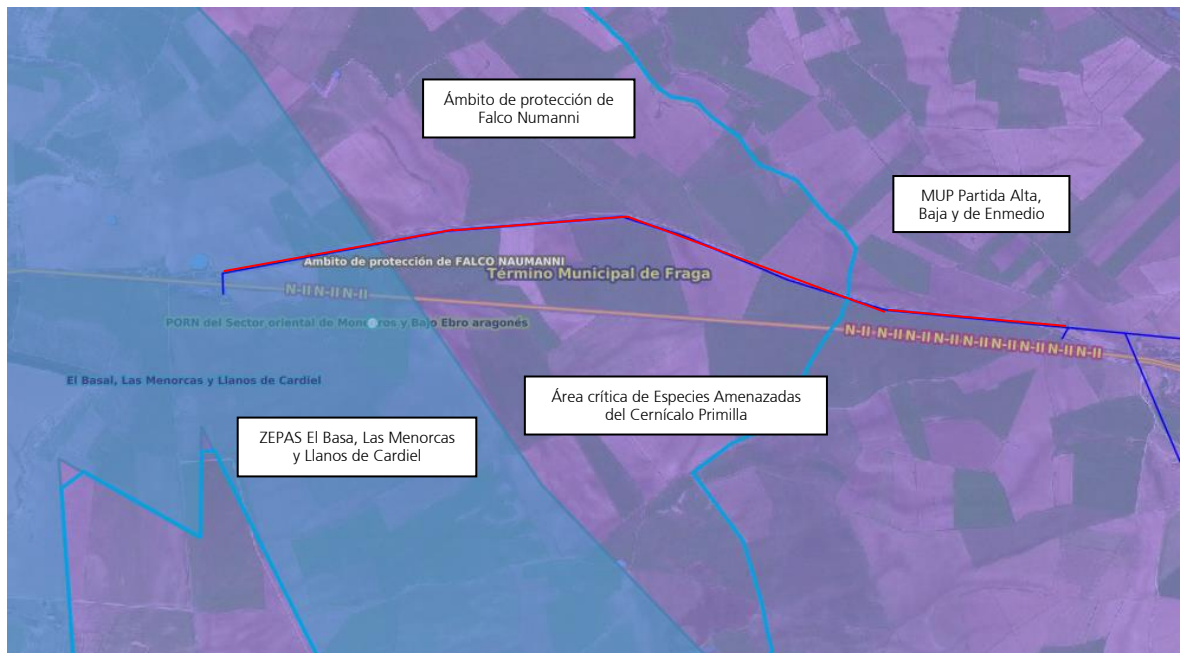 Ámbito de protección de
Falco Numanni
MUP Partida Alta,
Baja y de Enmedio
Ambito de protección de FALCO NAUMANNI
Término Municipal de Fraga
N-II N-II N-II
PORN del Sector oriental de Monegros y Bajo Ebro aragonés
N-II N-II N-II N-II N-II N-II N-II N-II N-II
El Basal, Las Menorcas y Llanos de Cardiel
Área crítica de Especies Amenazadas
del Cernícalo Primilla
ZEPAS El Basa, Las Menorcas
y Llanos de Cardiel